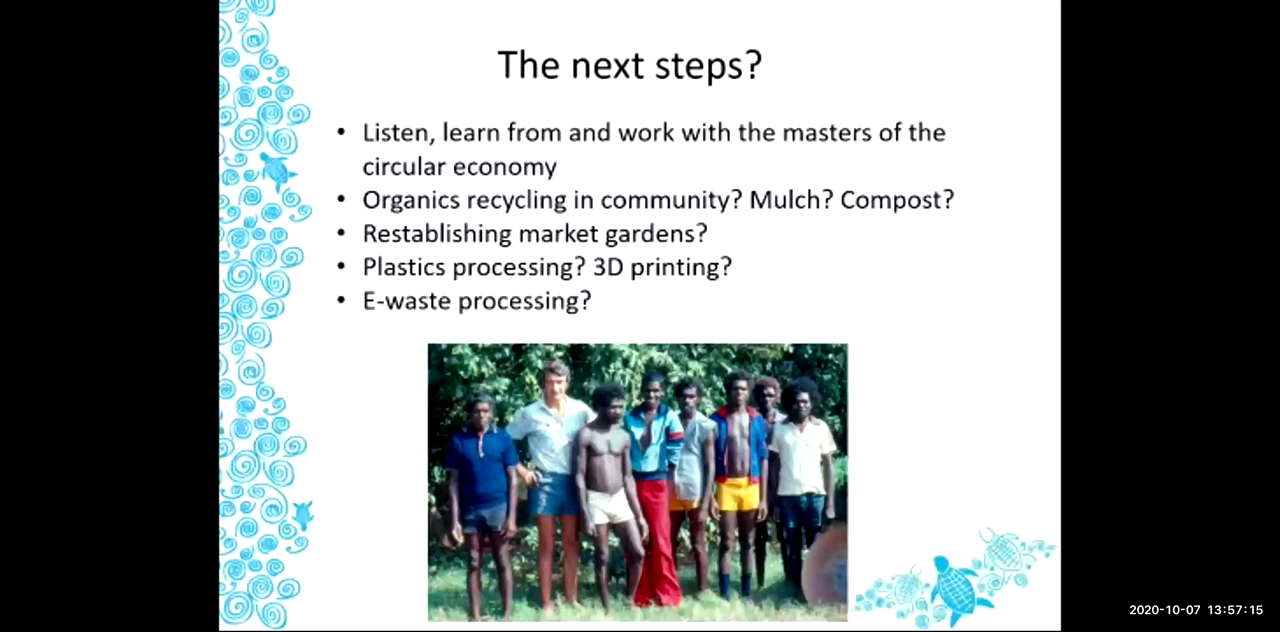 The next steps?
• Listen, learn from and work with the masters of the
circular economy
• Organics recycling in community? Mulch? Compost?
• Restablishing market gardens?
• Plastics processing? 3D printing?
• E-waste processing?
2020-10-07 13:57:15